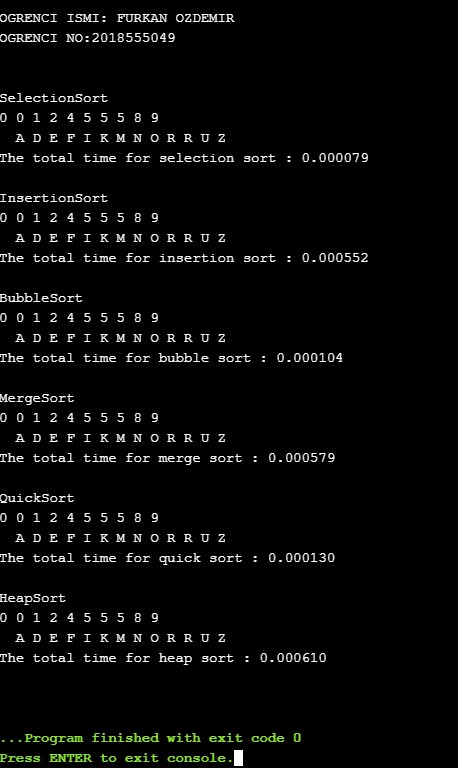 OGRENCI ISMI: FURKAN OZDEMIR
OGRENCI NO:2018555049
SelectionSort
0 0 1 2 4 5 5 5 8 9
A D E F I K M N O R R U Z
The total time for selection sort : 0.000079
InsertionSort
0 0 1 2 4 5 5 5 8 9
A D E F I K M N O R R U Z
The total time for insertion sort : 0.000552
BubbleSort
0 0 1 2 4 5 5 5 8 9
A D E F I K M N O R R U Z
The total time for bubble sort : 0.000104
MergeSort
0 0 1 2 4 5 5 5 8 9
A D E F I K M N O R R U Z
The total time for merge sort : 0.000579
QuickSort
0 0 1 2 4 5 5 5 8 9
A D E F I K M N O R R U Z
The total time for quick sort : 0.000130
HeapSort
0 0 1 2 4 5 5 5 8 9
A D E F I K M N O R R U Z
The total time for heap sort : 0.000610
...Program finished with exit code 0
Press ENTER to exit console.